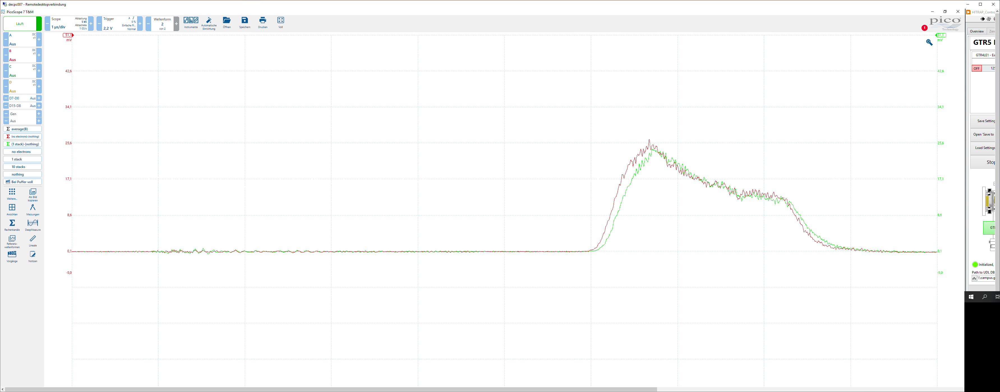 decpc007 - Remotedesktopverbindung
PicoScope 7 T&M
HITRAP_Contro
Läuft
Scope
1 µs/div
Abtastung
5 kS
Abtastrate
1 GS/s
Trigger
2,2 V
A
0 %
Einfache Fl...
Normal
Wellenform
2
von 2
Instrumente
Automatische
Einrichtung
Öffnen
Speichern
Drucken
Voll
1
pico
Technology
A
DC
x1
Aus
B
DC
x1
Aus
C
DC
x1
Aus
D
DC
x1
Aus
D7-D0 Aus
D15-D8 Aus
Gen
Aus
Σ average(B)
Σ (no electrons)-(nothing)
Σ (1 stack)-(nothing)
no electrons
1 stack
10 stacks
nothing
Bei Puffer voll
Weitere...
Als Bild
kopieren
Ansichten
Messungen
Rechenkanäle
DeepMeasure
Referenz-
wellenformen
Lineale
Vorgänge
Notizen
51,1
mV
42,6
34,1
25,6
17,1
8,6
0,1
-5,0
51,1
mV
42,6
34,1
25,6
17,1
8,6
0,1
-5,0
Overview
Zen
GTR5
GTR4LE1 - Ei
OFF
12
Save Setting
Open 'Save to
Load Settings
Stop
GT
Initialized,
Path to UDL DB
\\campus.g